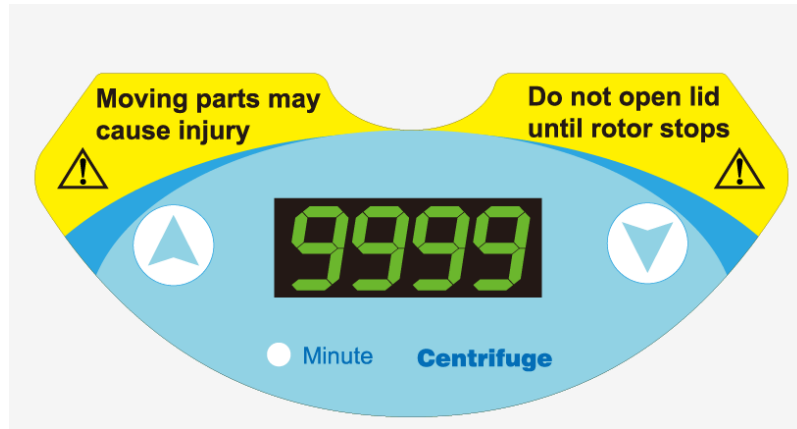 Moving parts may
cause injury
Do not open lid
until rotor stops
9999
Minute
Centrifuge